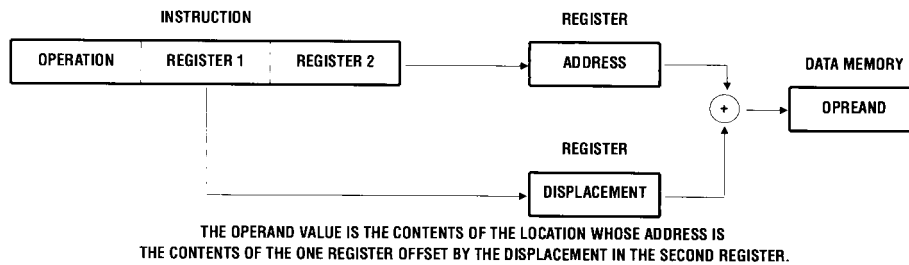 INSTRUCTION
REGISTER
OPERATION REGISTER 1 REGISTER 2
ADDRESS
DATA MEMORY
+
OPREAND
REGISTER
DISPLACEMENT
THE OPERAND VALUE IS THE CONTENTS OF THE LOCATION WHOSE ADDRESS IS
THE CONTENTS OF THE ONE REGISTER OFFSET BY THE DISPLACEMENT IN THE SECOND REGISTER.